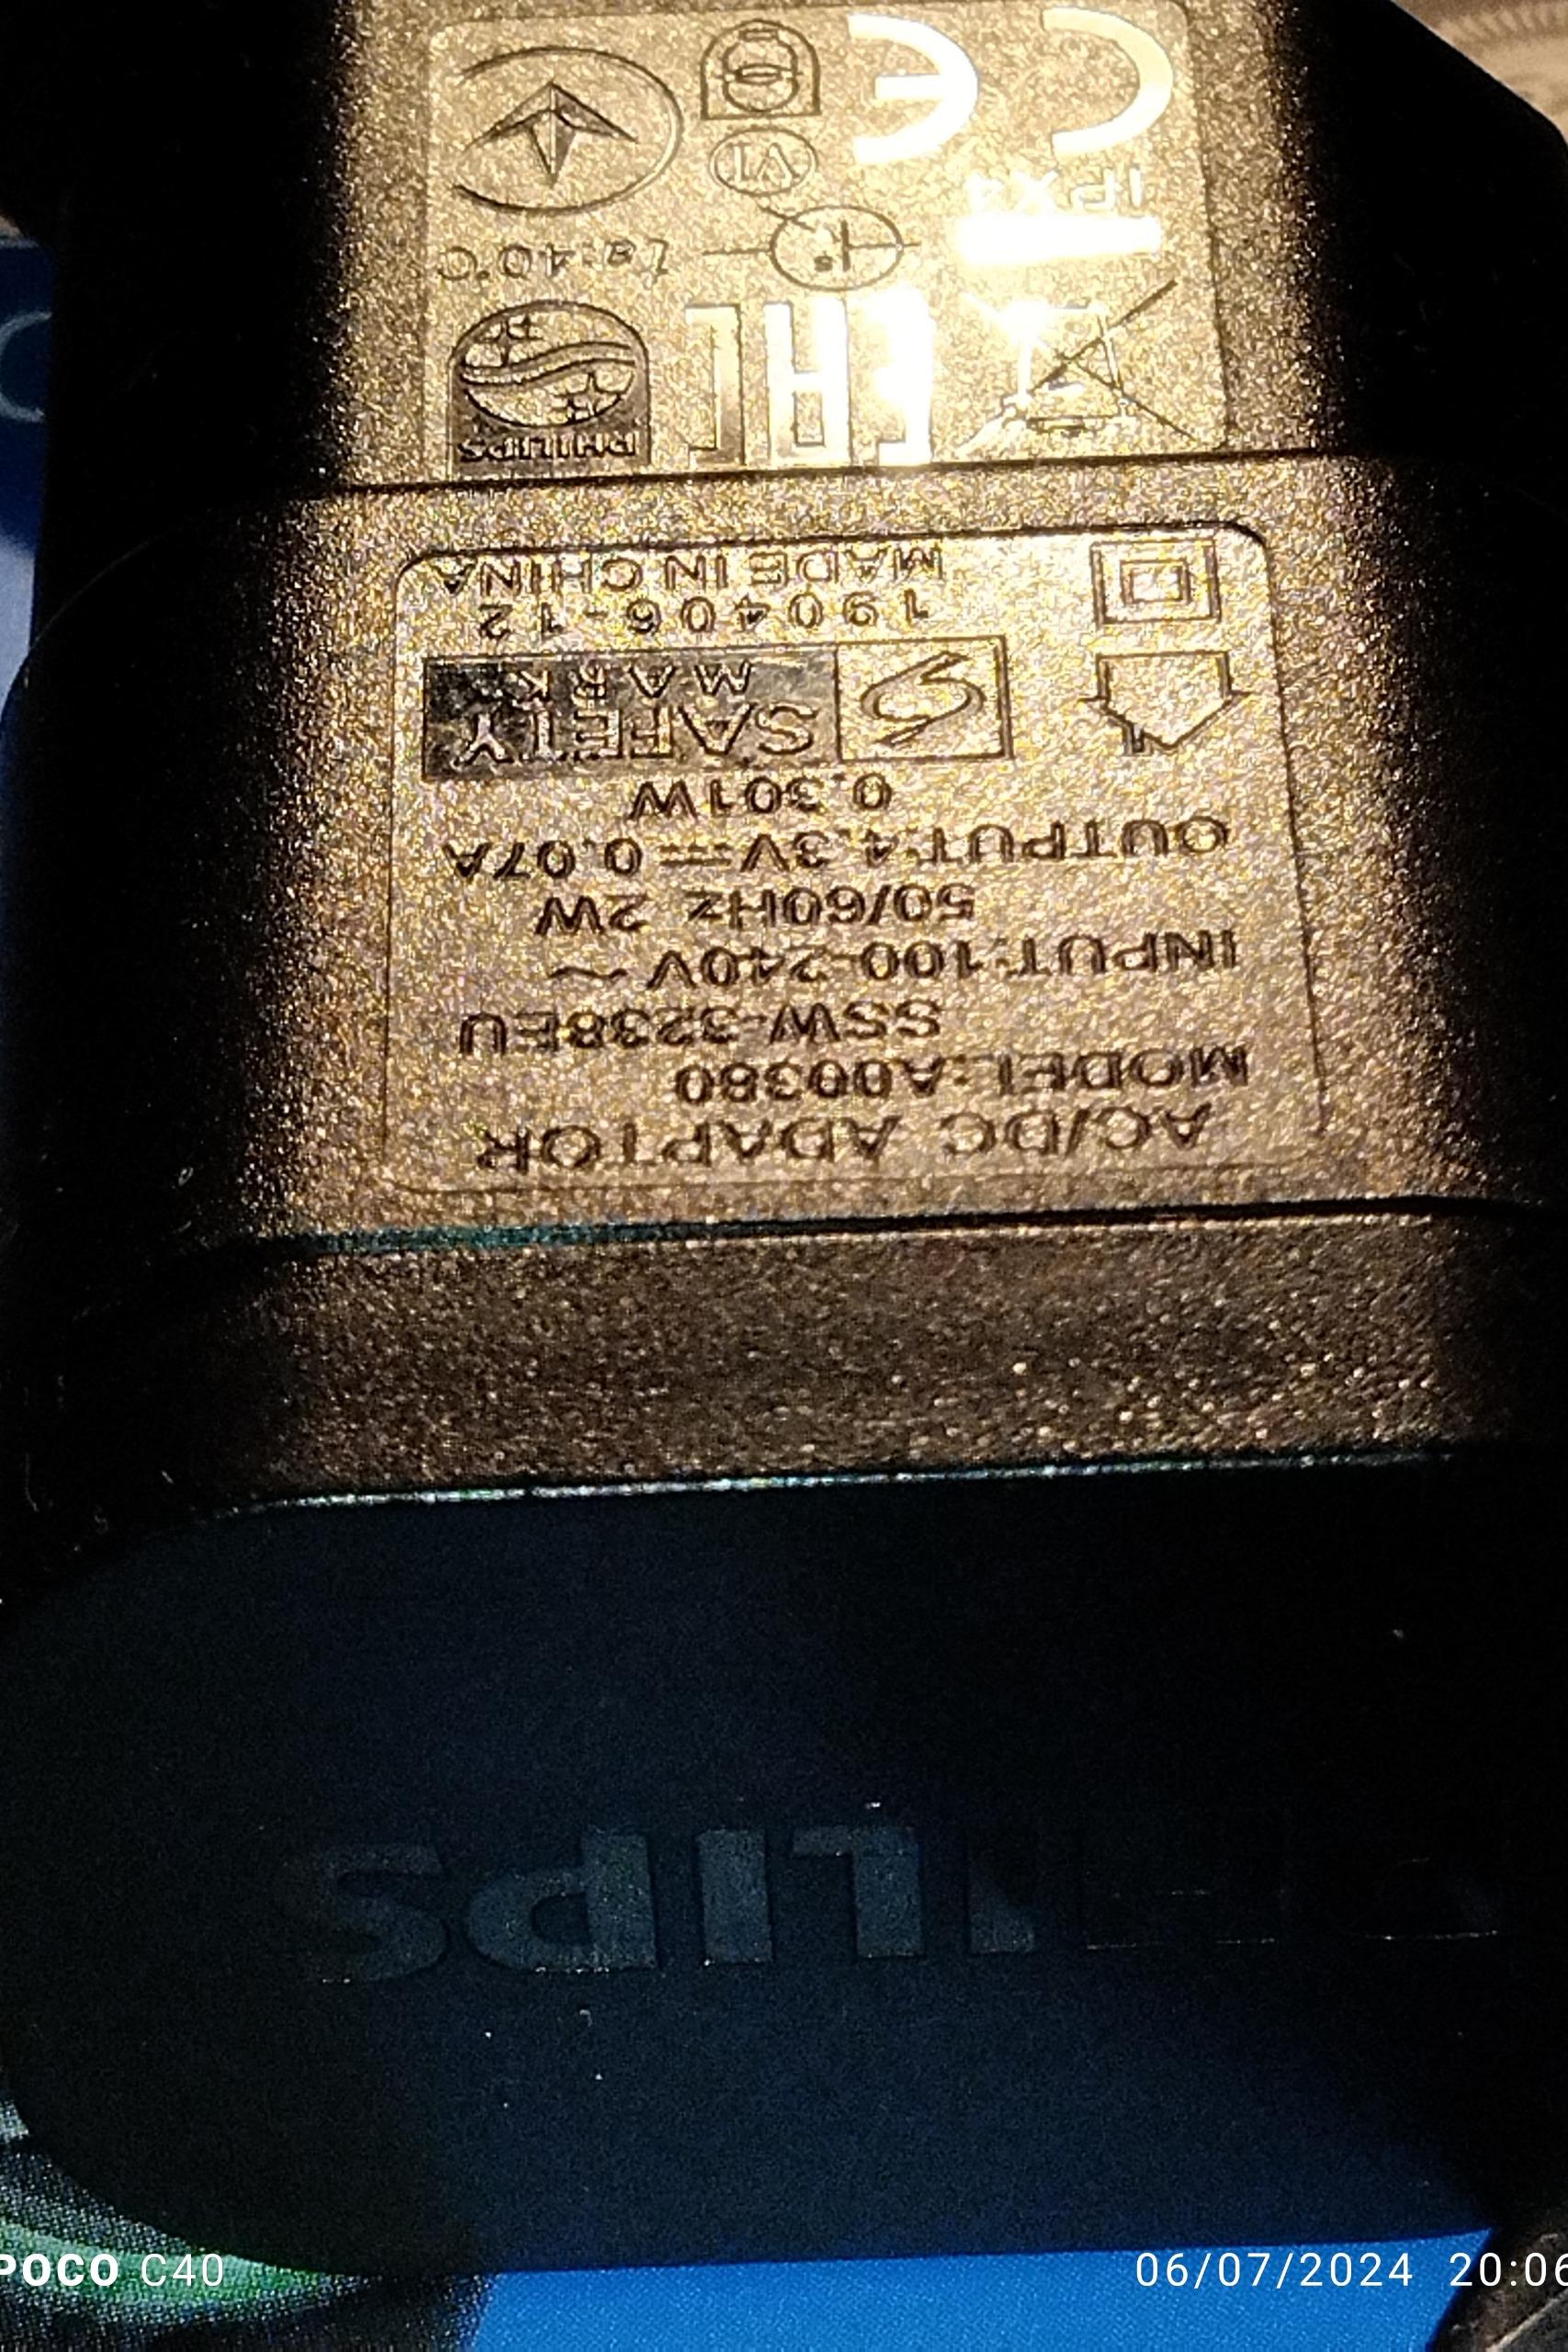 PHILIPS
AC/DC ADAPTOR
MODEL:A00380
SSW-3238EU
INPUT:100-240V ~
50/60Hz 2W
OUTPUT:4.3V⎓0.07A
0.301W
SAFETY
MARK
190406-12
MADE IN CHINA
PHILIPS
EAC
ta:40°C
IPX4
VI
CE
POCO C40
06/07/2024 20:06